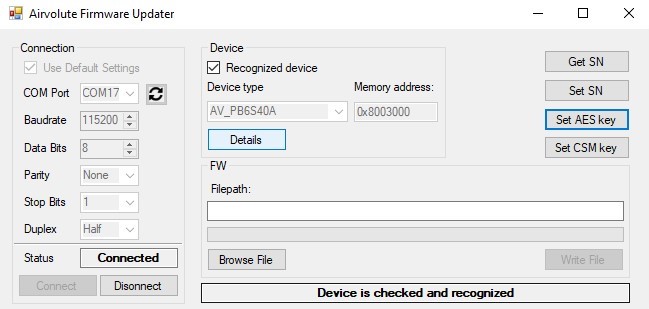 Airvolute Firmware Updater
Connection
Use Default Settings
COM Port COM17
Baudrate 115200
Data Bits 8
Parity None
Stop Bits 1
Duplex Half
Status Connected
Connect Disonnect
Device
Recognized device
Device type Memory address:
AV_PB6S40A 0x8003000
Details
Get SN
Set SN
Set AES key
Set CSM key
FW
Filepath:
Browse File Write File
Device is checked and recognized